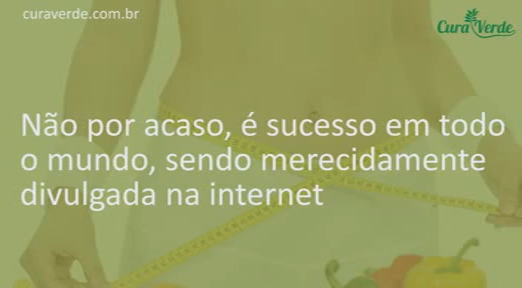 curaverde.com.br
Cura Verde
Não por acaso, é sucesso em todo
o mundo, sendo merecidamente
divulgada na internet